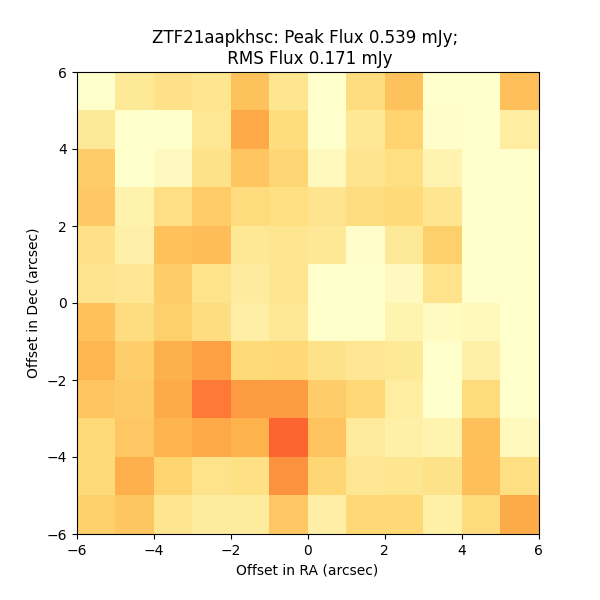 ZTF21aapkhsc: Peak Flux 0.539 mJy;
RMS Flux 0.171 mJy
6
4
2
0
−2
−4
−6
Offset in Dec (arcsec)
−6 −4 −2 0 2 4 6
Offset in RA (arcsec)